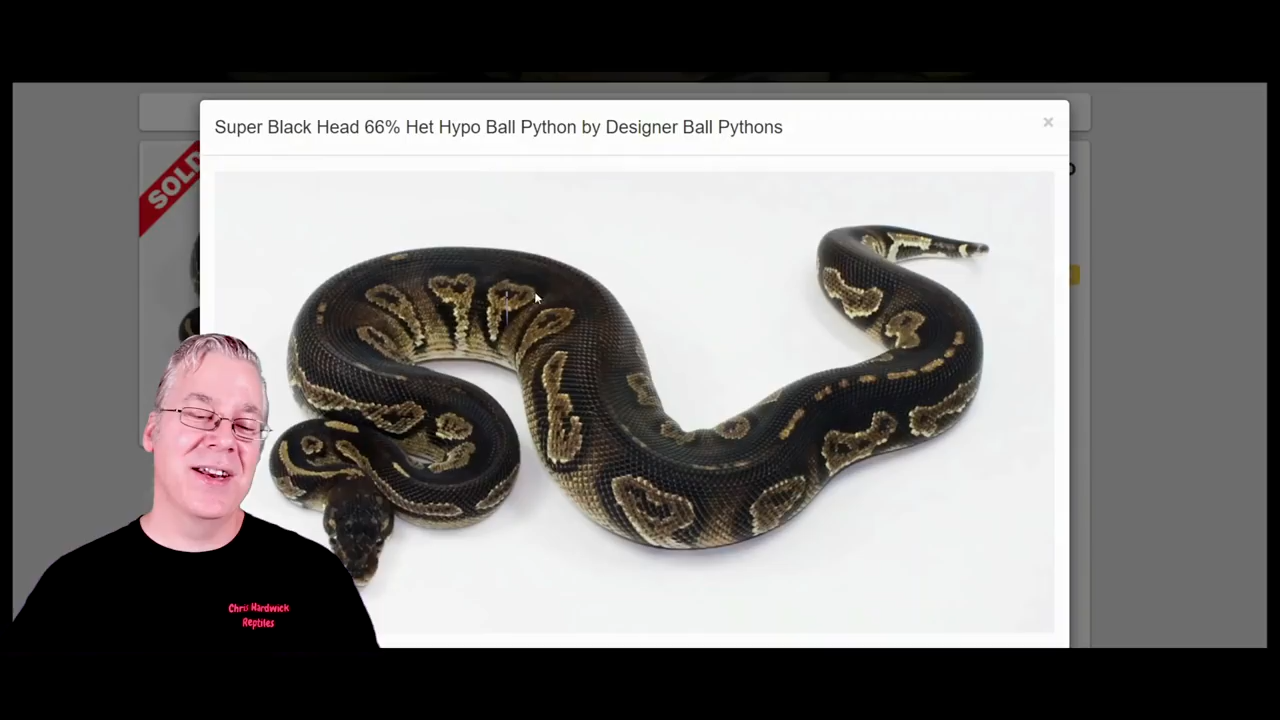 Super Black Head 66% Het Hypo Ball Python by Designer Ball Pythons
×
SOLD
Chris Hardwick
Reptiles